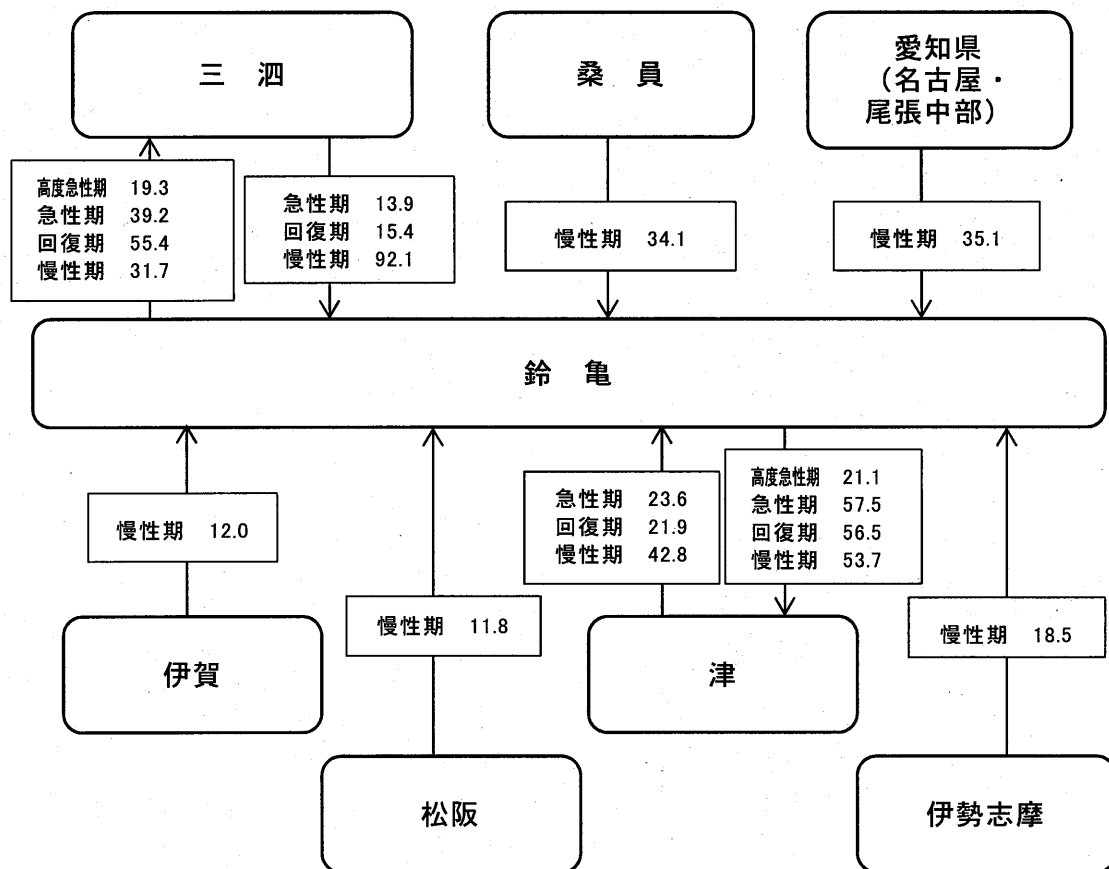 三 泗
桑 員
愛知県
(名古屋・
尾張中部)
高度急性期 19.3
急性期 39.2
回復期 55.4
慢性期 31.7
急性期 13.9
回復期 15.4
慢性期 92.1
慢性期 34.1
慢性期 35.1
鈴 亀
慢性期 12.0
慢性期 11.8
急性期 23.6
回復期 21.9
慢性期 42.8
高度急性期 21.1
急性期 57.5
回復期 56.5
慢性期 53.7
慢性期 18.5
伊賀
松阪
津
伊勢志摩